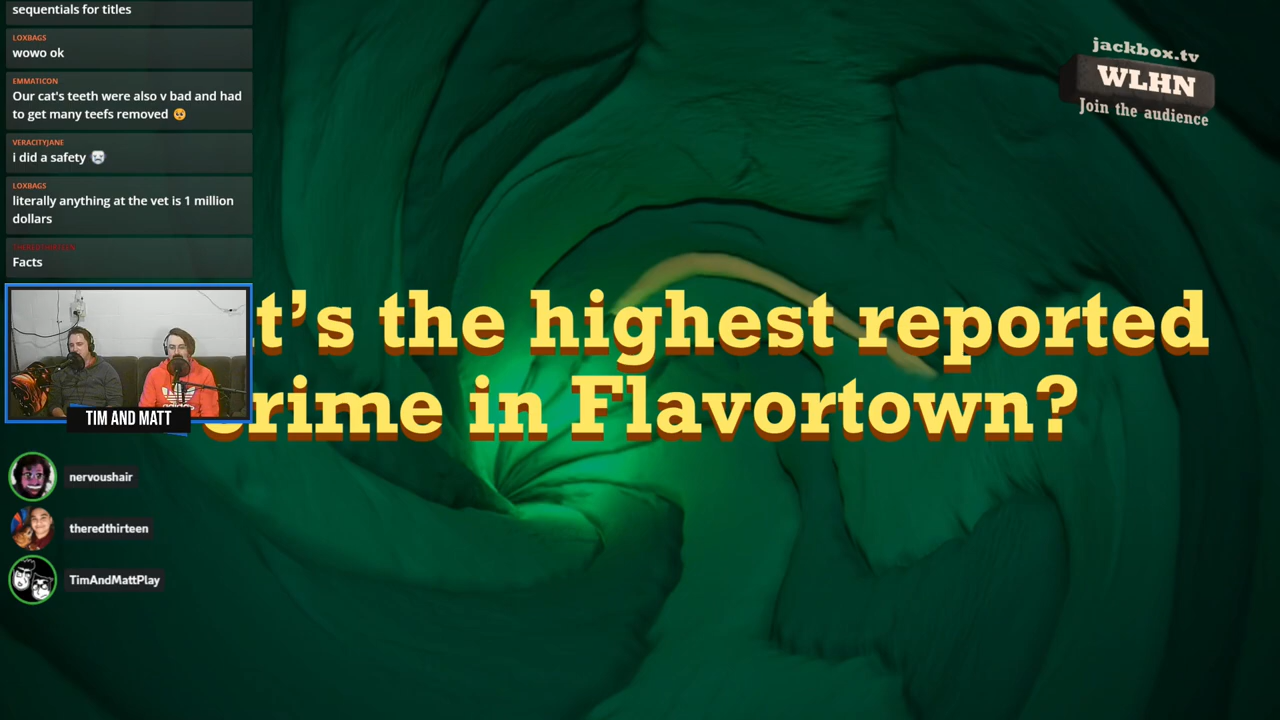 sequentials for titles
LOXBAGS
wowo ok
EMMATICON
Our cat's teeth were also v bad and had
to get many teefs removed 🥺
VERACITYJANE
i did a safety
LOXBAGS
literally anything at the vet is 1 million
dollars
THEREDTHIRTEEN
Facts
jackbox.tv
WLHN
Join the audience
t's the highest reported
crime in Flavortown?
TIM AND MATT
nervoushair
theredthirteen
TimAndMattPlay